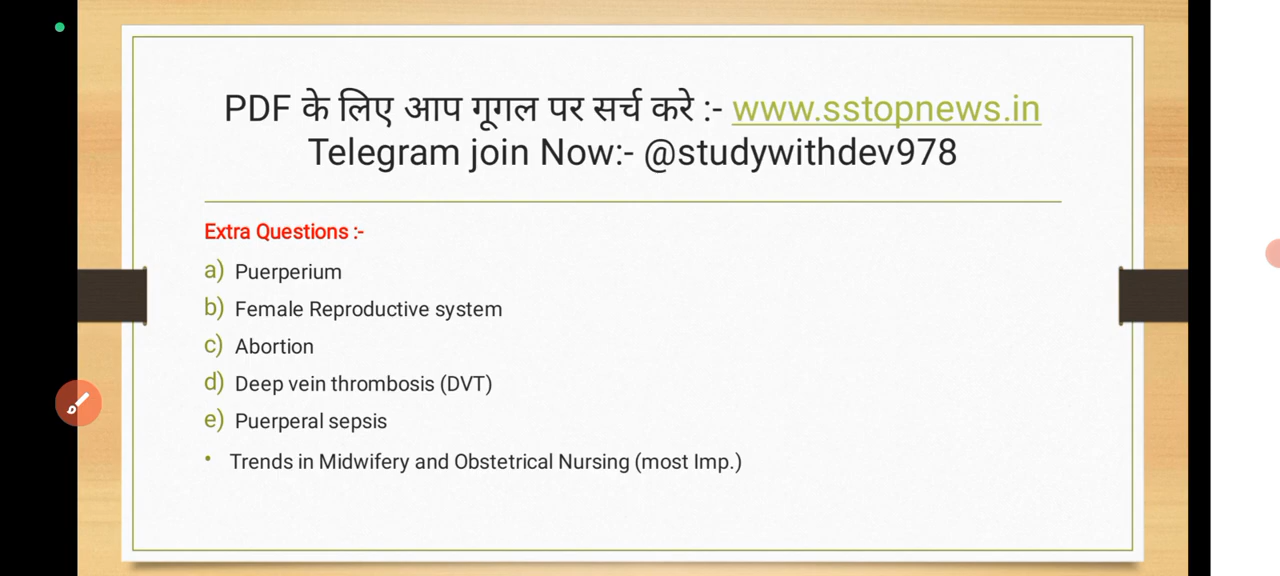 PDF के लिए आप गूगल पर सर्च करे :- www.sstopnews.in
Telegram join Now:- @studywithdev978
Extra Questions :-
a) Puerperium
b) Female Reproductive system
c) Abortion
d) Deep vein thrombosis (DVT)
e) Puerperal sepsis
• Trends in Midwifery and Obstetrical Nursing (most Imp.)